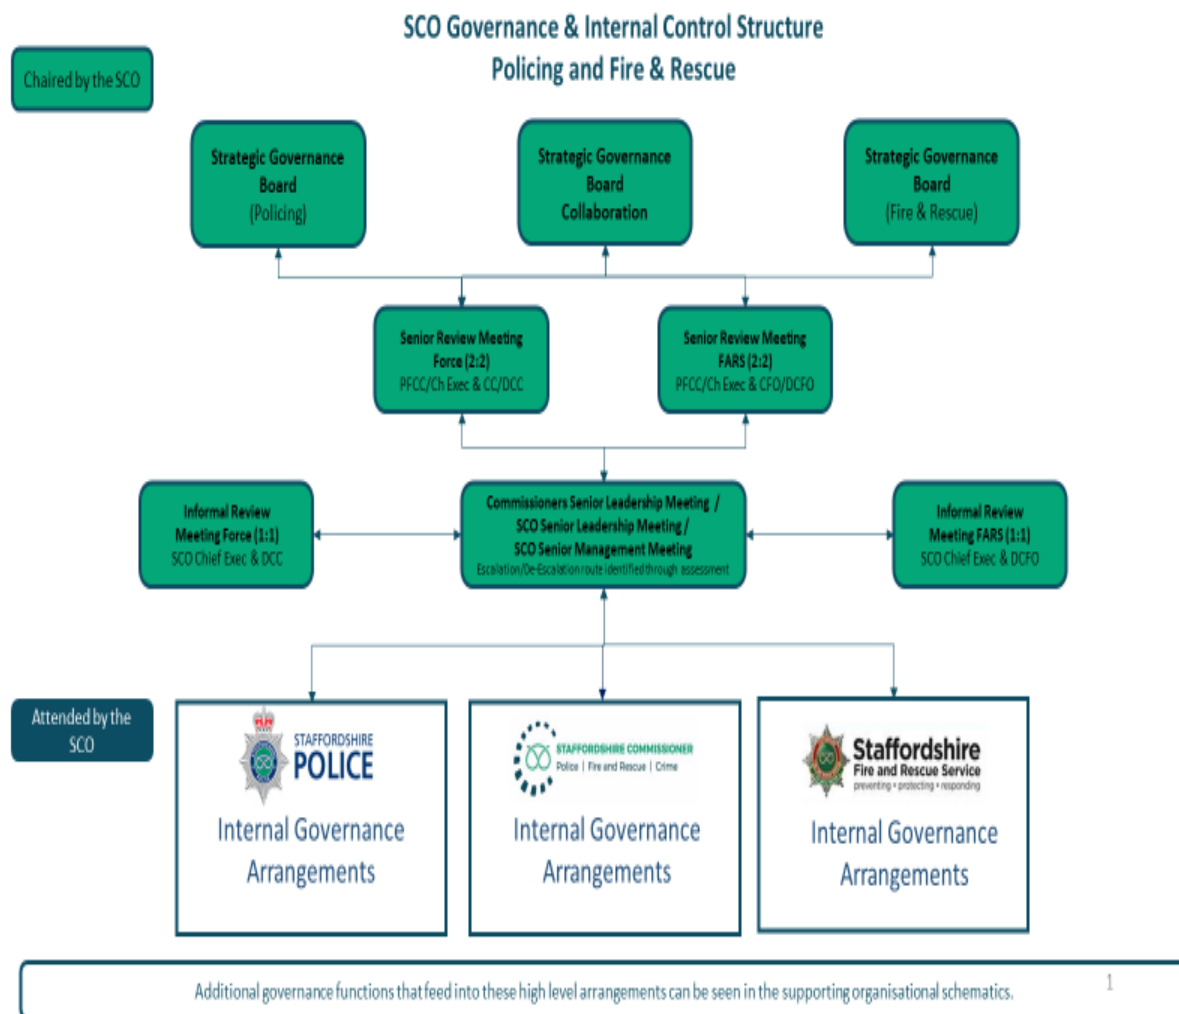 SCO Governance & Internal Control Structure
Policing and Fire & Rescue
Chaired by the SCO
Strategic Governance
Board
(Policing)
Strategic Governance
Board
Collaboration
Strategic Governance
Board
(Fire & Rescue)
Senior Review Meeting
Force (2:2)
PFCC/Ch Exec & CC/DCC
Senior Review Meeting
FARS (2:2)
PFCC/Ch Exec & CFO/DCFO
Informal Review
Meeting Force (1:1)
SCO Chief Exec & DCC
Commissioners Senior Leadership Meeting /
SCO Senior Leadership Meeting /
SCO Senior Management Meeting
Escalation/De-Escalation route identified through assessment
Informal Review
Meeting FARS (1:1)
SCO Chief Exec & DCFO
Attended by the
SCO
STAFFORDSHIRE
POLICE
Internal Governance
Arrangements
STAFFORDSHIRE COMMISSIONER
Police | Fire and Rescue | Crime
Internal Governance
Arrangements
Staffordshire
Fire and Rescue Service
preventing • protecting • responding
Internal Governance
Arrangements
Additional governance functions that feed into these high level arrangements can be seen in the supporting organisational schematics.
1